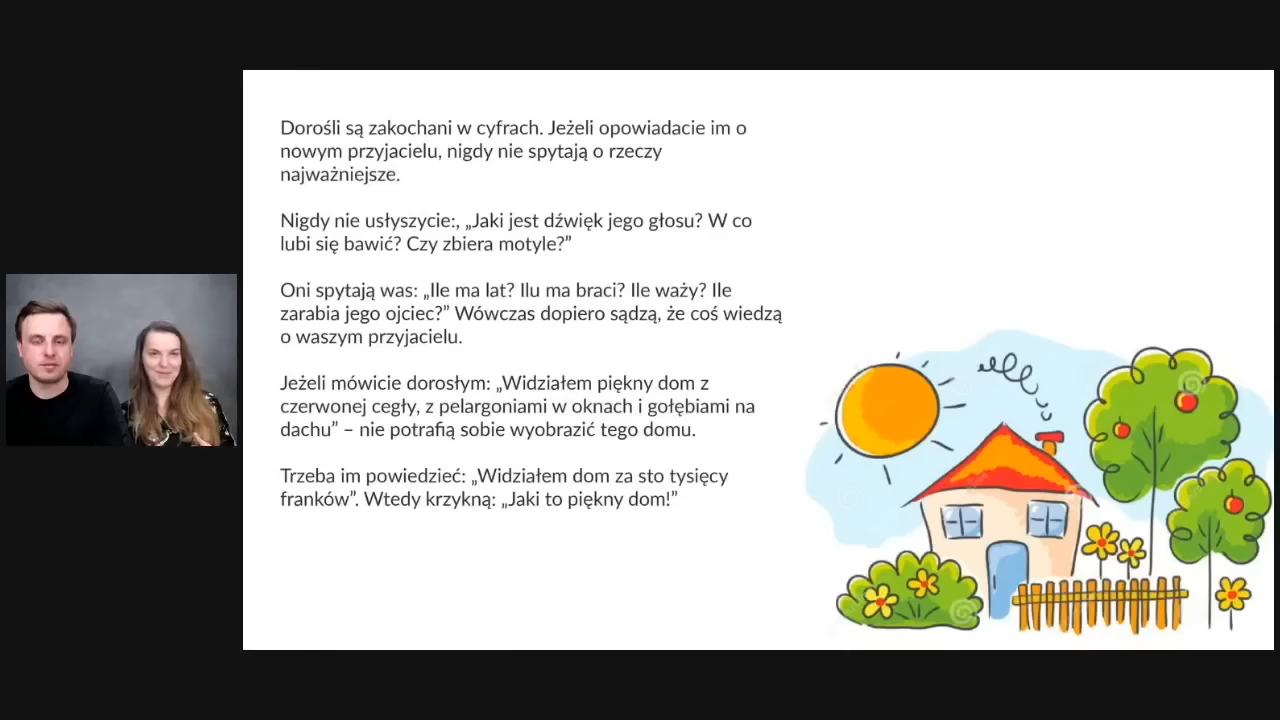 Dorośli są zakochani w cyfrach. Jeżeli opowiadacie im o
nowym przyjacielu, nigdy nie spytają o rzeczy
najważniejsze.
Nigdy nie usłyszycie:, „Jaki jest dźwięk jego głosu? W co
lubi się bawić? Czy zbiera motyle?”
Oni spytają was: „Ile ma lat? Ilu ma braci? Ile waży? Ile
zarabia jego ojciec?” Wówczas dopiero sądzą, że coś wiedzą
o waszym przyjacielu.
Jeżeli mówicie dorosłym: „Widziałem piękny dom z
czerwonej cegły, z pelargoniami w oknach i gołębiami na
dachu” – nie potrafią sobie wyobrazić tego domu.
Trzeba im powiedzieć: „Widziałem dom za sto tysięcy
franków”. Wtedy krzykną: „Jaki to piękny dom!”